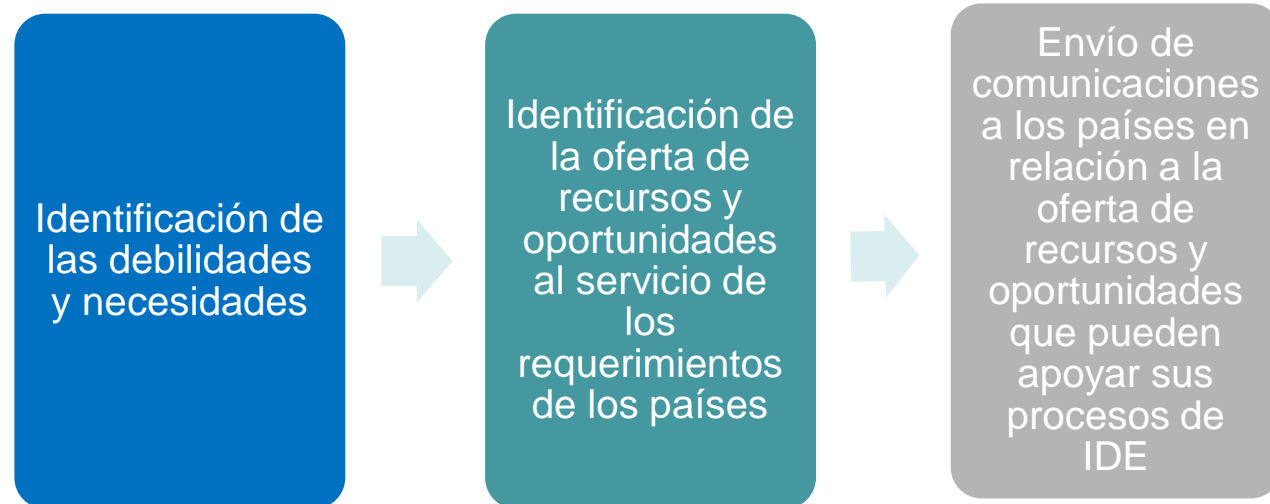 Identificación de
las debilidades
y necesidades
Identificación de
la oferta de
recursos y
oportunidades
al servicio de
los
requerimientos
de los países
Envío de
comunicaciones
a los países en
relación a la
oferta de
recursos y
oportunidades
que pueden
apoyar sus
procesos de
IDE